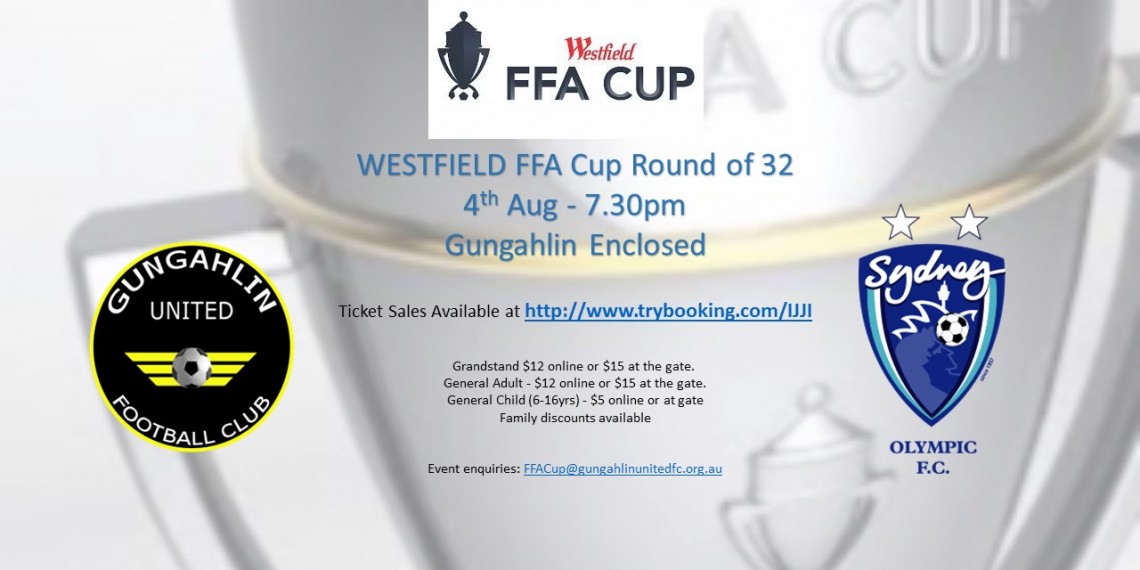 Westfield
FFA CUP
A CUP
WESTFIELD FFA Cup Round of 32
4th Aug - 7.30pm
Gungahlin Enclosed
Ticket Sales Available at http://www.trybooking.com/IJJI
Grandstand $12 online or $15 at the gate.
General Adult - $12 online or $15 at the gate.
General Child (6-16yrs) - $5 online or at gate
Family discounts available
Event enquiries: FFACup@gungahlinunitedfc.org.au
GUNGAHLIN
UNITED
FOOTBALL CLUB
Sydney
since 1957
OLYMPIC
F.C.